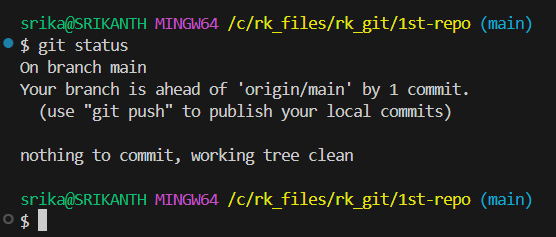 srika@SRIKANTH MINGW64 /c/rk_files/rk_git/1st-repo (main)
$ git status
On branch main
Your branch is ahead of 'origin/main' by 1 commit.
  (use "git push" to publish your local commits)

nothing to commit, working tree clean

srika@SRIKANTH MINGW64 /c/rk_files/rk_git/1st-repo (main)
$